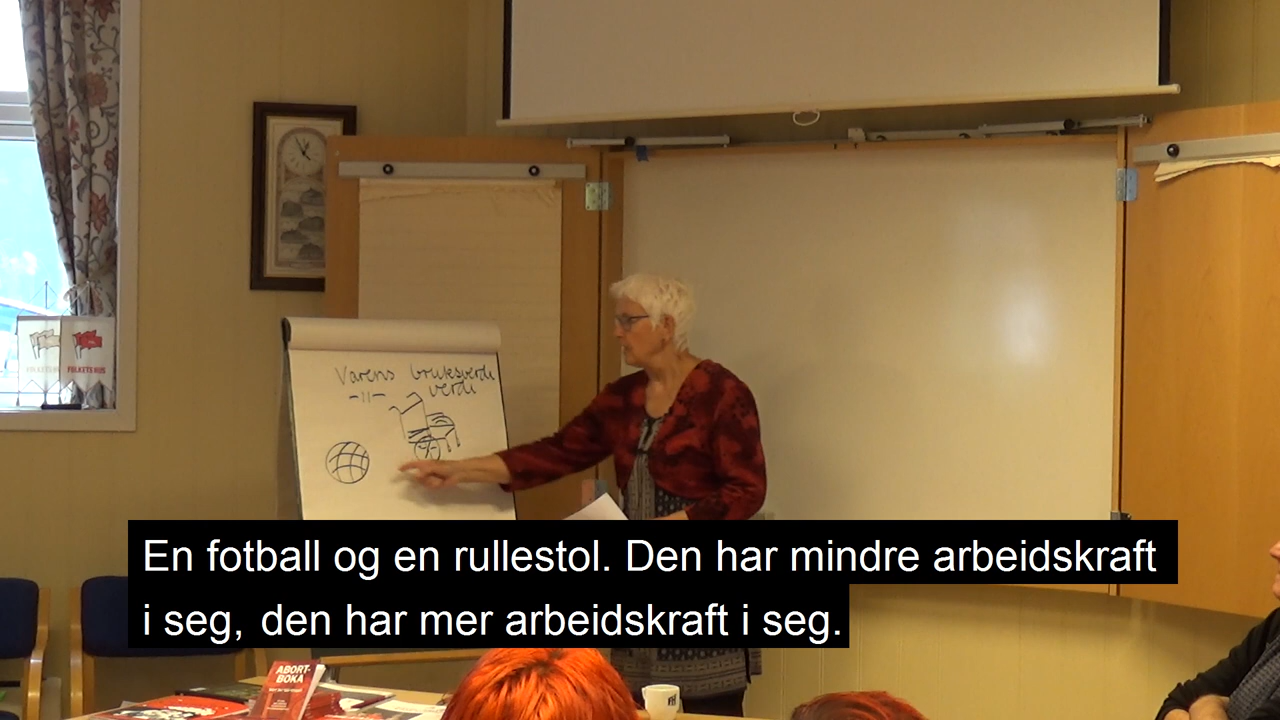 Varens bruksverdi
-11- verdi
FOLKETS HUS
En fotball og en rullestol. Den har mindre arbeidskraft
i seg, den har mer arbeidskraft i seg.
ABORT-
BOKA